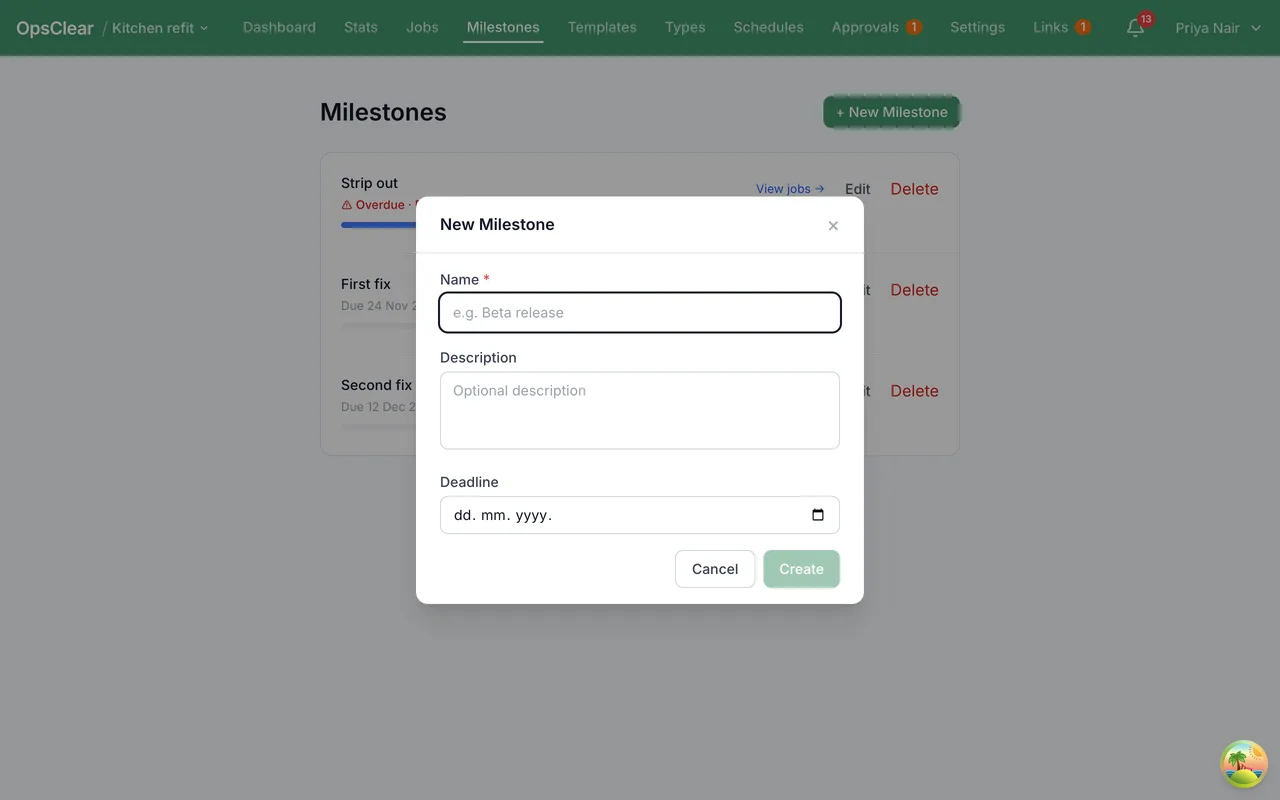 OpsClear / Kitchen refit Dashboard Stats Jobs Milestones Templates Types Schedules Approvals 1 Settings Links 1 13 Priya Nair
Milestones + New Milestone
Strip out View jobs → Edit Delete
Overdue ·
First fix Delete
Due 24 Nov
Second fix Delete
Due 12 Dec
New Milestone ×
Name *
e.g. Beta release
Description
Optional description
Deadline
dd. mm. yyyy.
Cancel Create